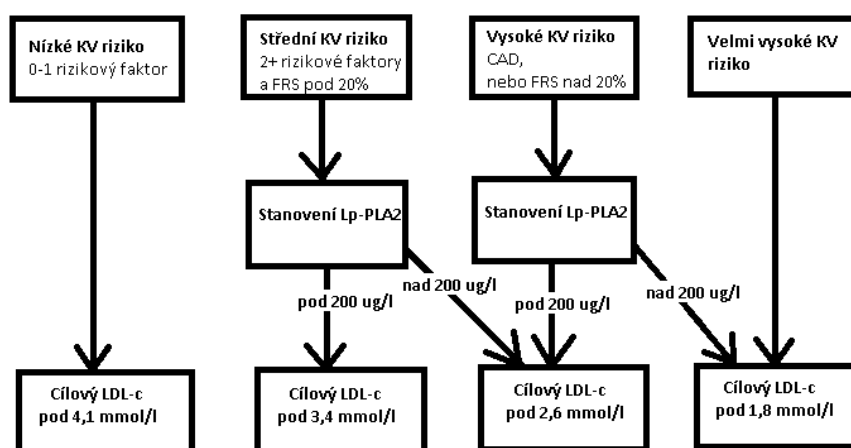 Nízké KV riziko
0-1 rizikový faktor
Střední KV riziko
2+ rizikové faktory
a FRS pod 20%
Vysoké KV riziko
CAD,
nebo FRS nad 20%
Velmi vysoké KV
riziko
Stanovení Lp-PLA2
Stanovení Lp-PLA2
pod 200 ug/l
nad 200 ug/l
pod 200 ug/l
nad 200 ug/l
Cílový LDL-c
pod 4,1 mmol/l
Cílový LDL-c
pod 3,4 mmol/l
Cílový LDL-c
pod 2,6 mmol/l
Cílový LDL-c
pod 1,8 mmol/l